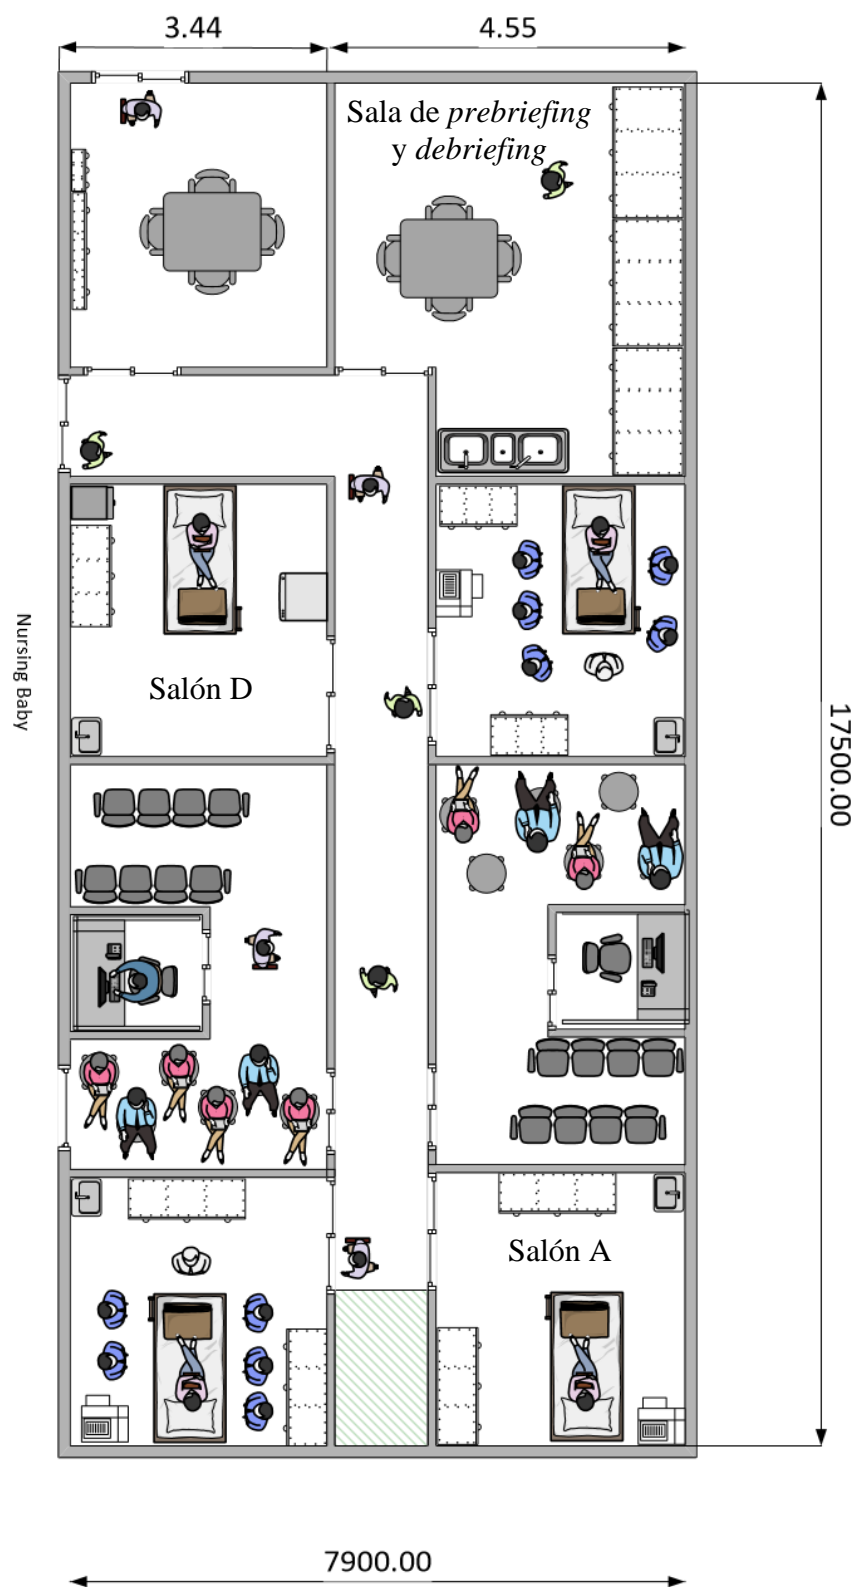 3.44
4.55
Sala de prebriefing
y debriefing
Salón D
Nursing Baby
17500.00
Salón A
7900.00